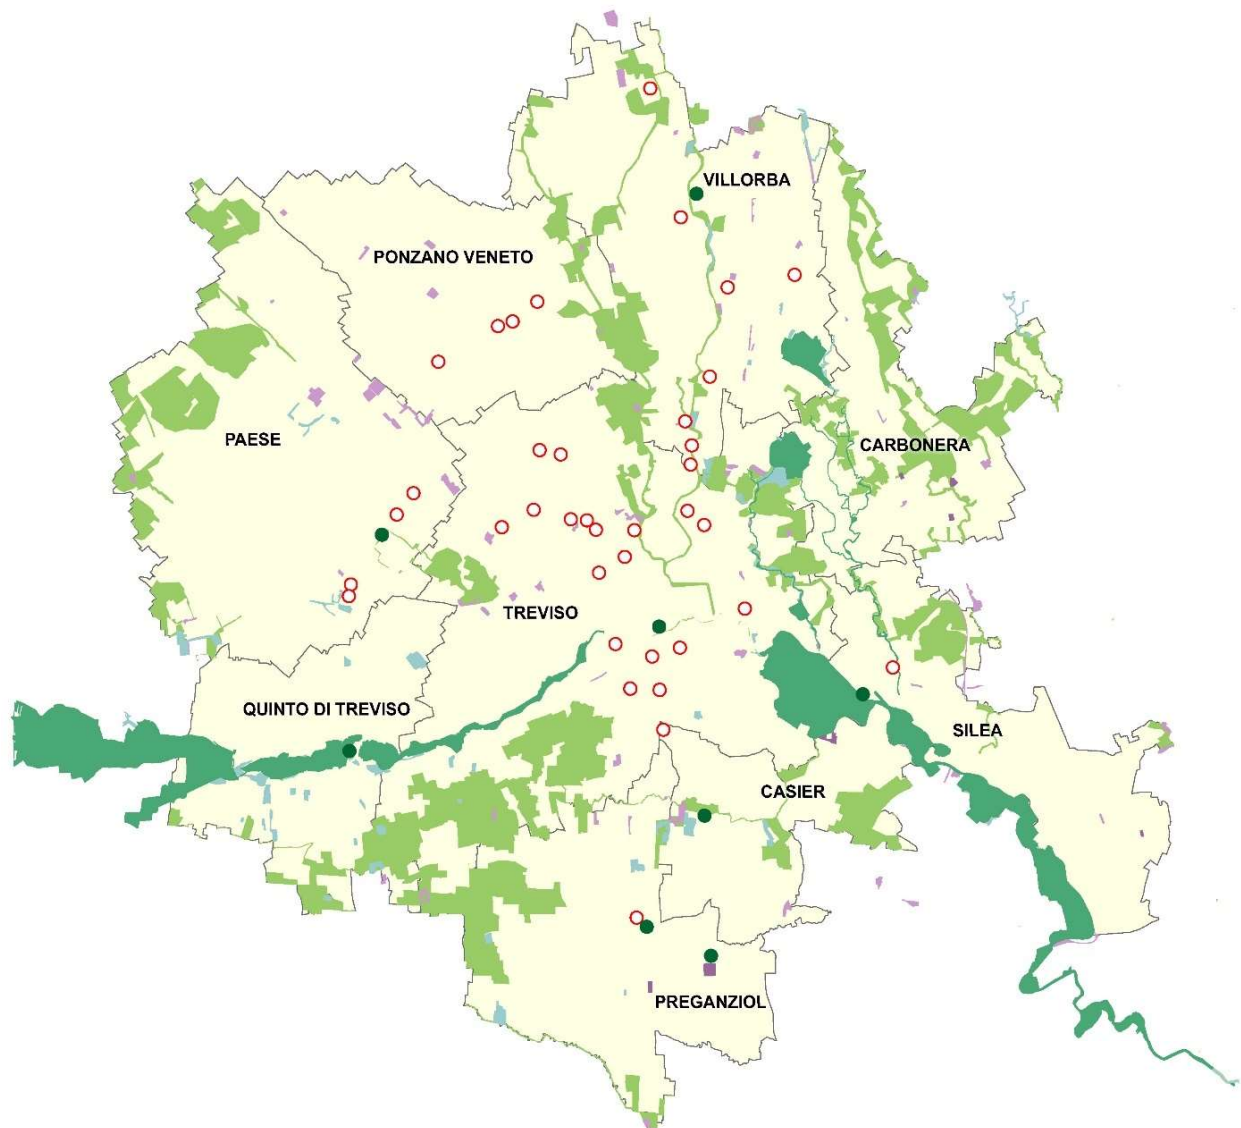 VILLORBA
PONZANO VENETO
PAESE
CARBONERA
TREVISO
QUINTO DI TREVISO
SILEA
CASIER
PREGANZIOL